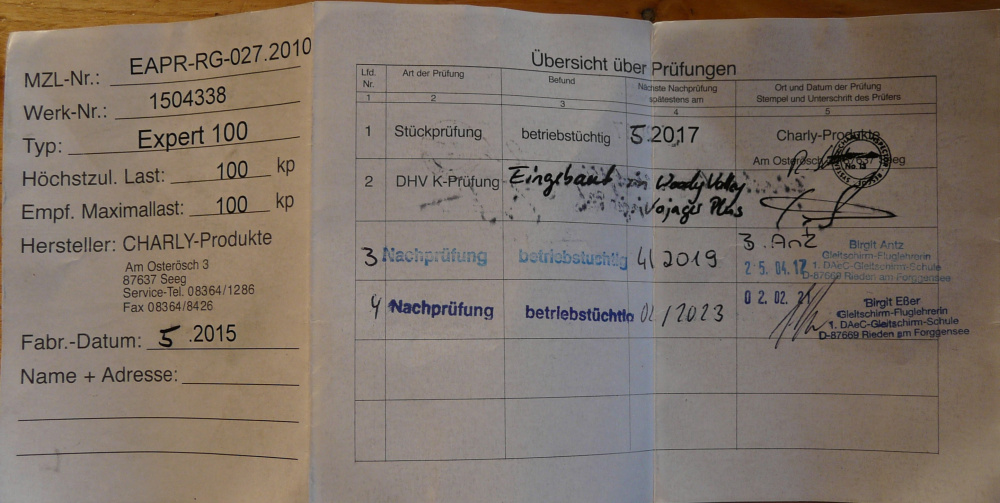 MZL-Nr.: EAPR-RG-027.2010
Werk-Nr.: 1504338
Typ: Expert 100
Höchstzul. Last: 100 kp
Empf. Maximallast: 100 kp
Hersteller: CHARLY-Produkte
Am Osterösch 3
87637 Seeg
Service-Tel. 08364/1286
Fax 08364/8426
Fabr.-Datum: 5.2015
Name + Adresse:
Übersicht über Prüfungen
Lfd. Nr. Art der Prüfung Befund Nächste Nachprüfung spätestens am Ort und Datum der Prüfung Stempel und Unterschrift des Prüfers
1 2 3 4 5
1 Stückprüfung betriebstüchtig 5.2017 Charly-Produkte
Am Osterösch 87637 Seeg
2 DHV K-Prüfung Eingebaut in Woody Valley
Voyager Plus
3 Nachprüfung betriebstüchtig 4/2019 B. Antz
25.04.17
Birgit Antz
Gleitschirm-Fluglehrerin
1. DAeC-Gleitschirm-Schule
D-87669 Rieden am Forggensee
4 Nachprüfung betriebstüchtig 02/2023 02.02.21
Birgit Eßer
Gleitschirm-Fluglehrerin
1. DAeC-Gleitschirm-Schule
D-87669 Rieden am Forggensee